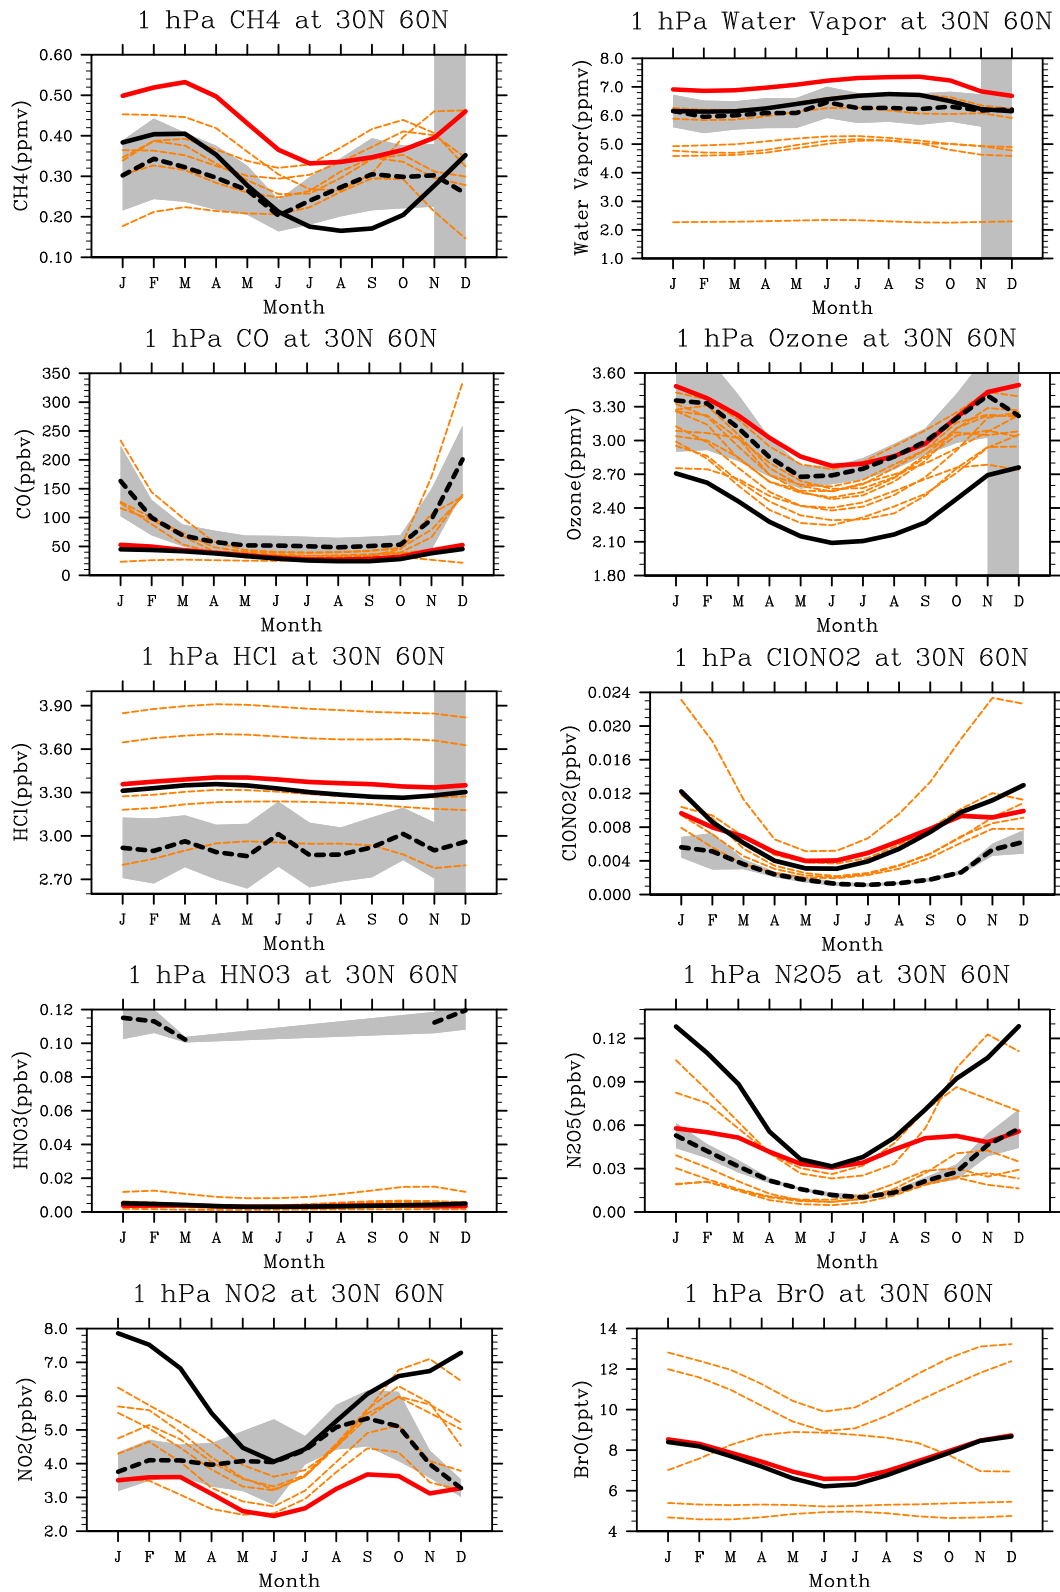 1 hPa CH4 at 30N 60N
CH4(ppmv)
0.60
0.50
0.40
0.30
0.20
0.10
J F M A M J J A S O N D
Month
1 hPa Water Vapor at 30N 60N
Water Vapor(ppmv)
8.0
7.0
6.0
5.0
4.0
3.0
2.0
1.0
J F M A M J J A S O N D
Month
1 hPa CO at 30N 60N
CO(ppbv)
350
300
250
200
150
100
50
0
J F M A M J J A S O N D
Month
1 hPa Ozone at 30N 60N
Ozone(ppmv)
3.60
3.30
3.00
2.70
2.40
2.10
1.80
J F M A M J J A S O N D
Month
1 hPa HCl at 30N 60N
HCl(ppbv)
3.90
3.60
3.30
3.00
2.70
J F M A M J J A S O N D
Month
1 hPa ClONO2 at 30N 60N
ClONO2(ppbv)
0.024
0.020
0.016
0.012
0.008
0.004
0.000
J F M A M J J A S O N D
Month
1 hPa HNO3 at 30N 60N
HNO3(ppbv)
0.12
0.10
0.08
0.06
0.04
0.02
0.00
J F M A M J J A S O N D
Month
1 hPa N2O5 at 30N 60N
N2O5(ppbv)
0.12
0.09
0.06
0.03
0.00
J F M A M J J A S O N D
Month
1 hPa NO2 at 30N 60N
NO2(ppbv)
8.0
7.0
6.0
5.0
4.0
3.0
2.0
J F M A M J J A S O N D
Month
1 hPa BrO at 30N 60N
BrO(pptv)
14
12
10
8
6
4
J F M A M J J A S O N D
Month